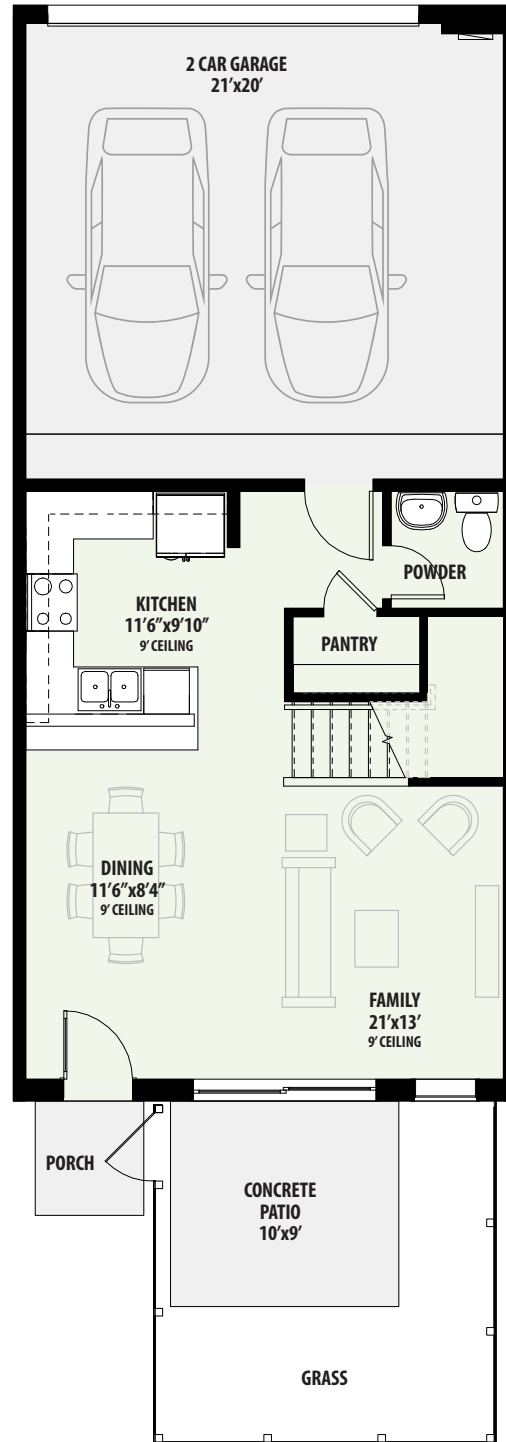 2 CAR GARAGE
21’x20’
POWDER
KITCHEN
11’6”x9’10”
9’ CEILING
PANTRY
DINING
11’6”x8’4”
9’ CEILING
FAMILY
21’x13’
9’ CEILING
PORCH
CONCRETE
PATIO
10’x9’
GRASS